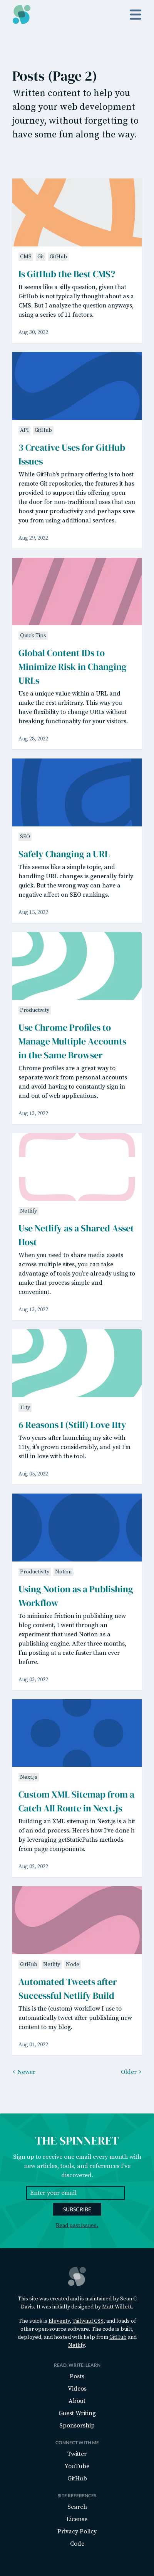 Posts (Page 2)
Written content to help you
along your web development
journey, without forgetting to
have some fun along the way.
CMS Git GitHub
Is GitHub the Best CMS?
It seems like a silly question, given that
GitHub is not typically thought about as a
CMS. But I analyze the question anyways,
using a series of 11 factors.
Aug 30, 2022
API GitHub
3 Creative Uses for GitHub
Issues
While GitHub's primary offering is to host
remote Git repositories, the features it has
provided to support this offering open
the door for more than traditional code. I
host your productivity and perhaps shock
you from using additional services.
Aug 29, 2022
Quick Tips
Global Content IDs to
Minimize Risk in Changing
URLs
Use a unique value within a URL and
make the rest arbitrary. This way you
have flexibility to change URLs without
breaking functionality for your visitors.
Aug 28, 2022
SEO
Safely Changing a URL
This seems like a simple topic, and
handling URL changes is generally fairly
quick. But the wrong way can have a
negative affect on SEO rankings.
Aug 15, 2022
Productivity
Use Chrome Profiles to
Manage Multiple Accounts
in the Same Browser
Chrome profiles are a great way to
separate work from personal accounts
and avoid having to constantly sign in
and out of web applications.
Aug 13, 2022
Netlify
Use Netlify as a Shared Asset
Host
When you need to share media assets
across multiple sites, you can take
advantage of tools you're already using to
make that process simple and
convenient.
Aug 13, 2022
11ty
6 Reasons I (Still) Love 11ty
Two years after launching my site with
11ty, it's grown considerably, and yet I'm
still in love with the tool.
Aug 05, 2022
Productivity Notion
Using Notion as a Publishing
Workflow
To minimize friction in publishing new
blog content, I went through an
experiment that used Notion as my
publishing engine. After three months,
I'm posting at a rate faster than ever
before.
Aug 03, 2022
Next.js
Custom XML Sitemap from a
Catch All Route in Next.js
Building an XML sitemap in Next.js is a bit
of an odd process. Here's how I've done it
by leveraging getStaticPaths methods
from page components.
Aug 02, 2022
GitHub Netlify Node
Automated Tweets after
Successful Netlify Build
This is the (custom) workflow I use to
automatically tweet after publishing new
content to my blog.
Aug 01, 2022
< Newer Older >
THE SPINNERET
Sign up to receive one email every month with
new articles, tools, and references I've
discovered.
Enter your email
SUBSCRIBE
Read past issues.
This site was created and is maintained by Sean C
Davis. It was initially designed by Matt Willett.
The stack is Eleventy, Tailwind CSS, and loads of
other open-source software. The code is built,
deployed, and hosted with help from GitHub and
Netlify.
READ, WRITE, LEARN
Posts
Videos
About
Guest Writing
Sponsorship
CONNECT WITH ME
Twitter
YouTube
GitHub
SITE REFERENCES
Search
License
Privacy Policy
Code